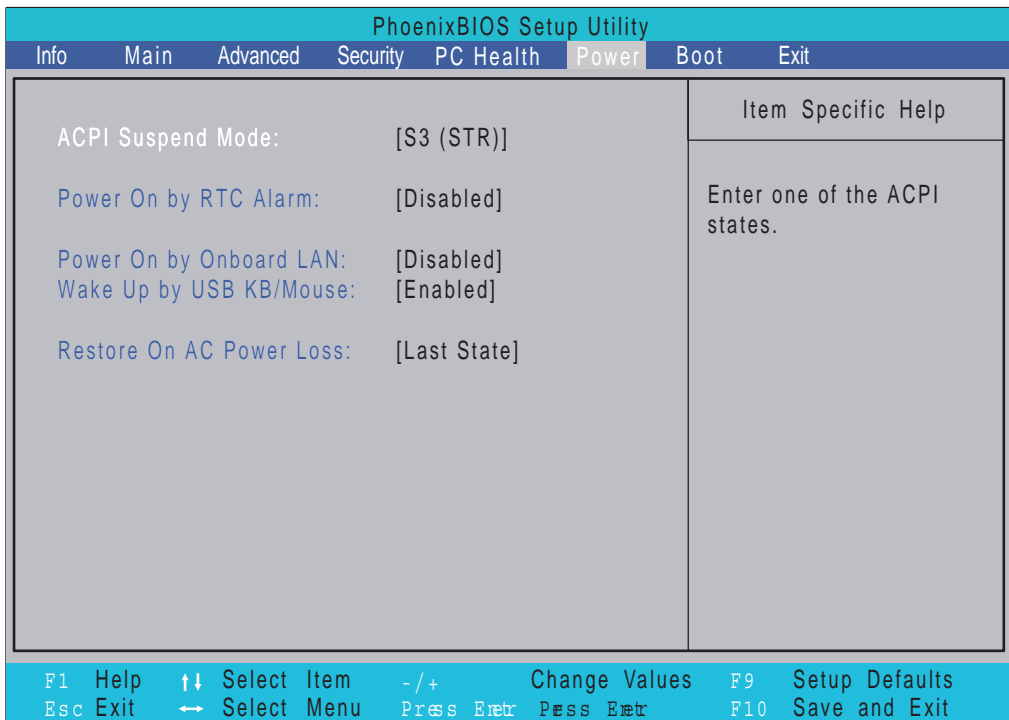 PhoenixBIOS Setup Utility
Info Main Advanced Security PC Health Power Boot Exit
Item Specific Help
ACPI Suspend Mode: [S3 (STR)]
Power On by RTC Alarm: [Disabled]
Enter one of the ACPI
states.
Power On by Onboard LAN: [Disabled]
Wake Up by USB KB/Mouse: [Enabled]
Restore On AC Power Loss: [Last State]
F1 Help ↑↓ Select Item -/+ Change Values F9 Setup Defaults
Esc Exit ↔ Select Menu Press F10 Save and Exit